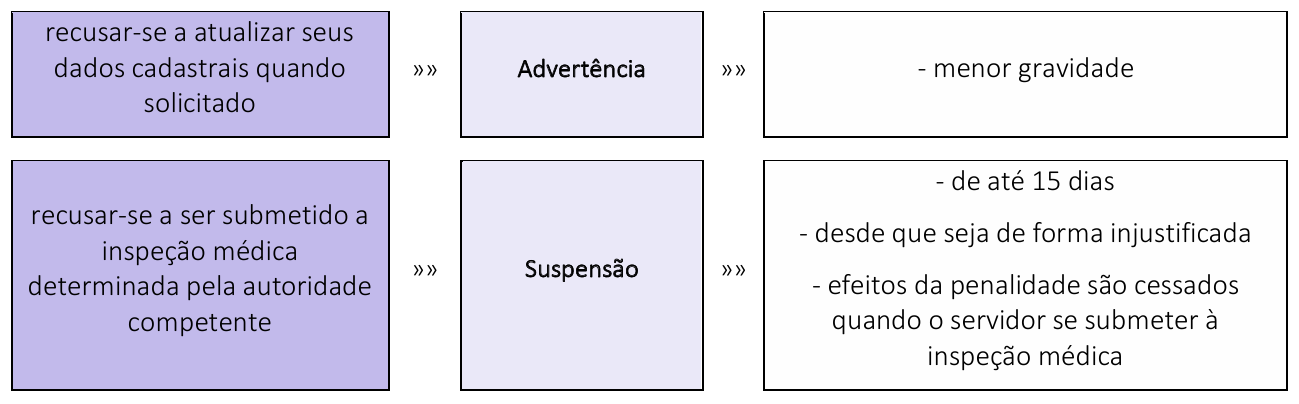 recusar-se a atualizar seus
dados cadastrais quando
solicitado
»»
Advertência
»»
- menor gravidade
recusar-se a ser submetido a
inspeção médica
determinada pela autoridade
competente
»»
Suspensão
»»
- de até 15 dias
- desde que seja de forma injustificada
- efeitos da penalidade são cessados
quando o servidor se submeter à
inspeção médica